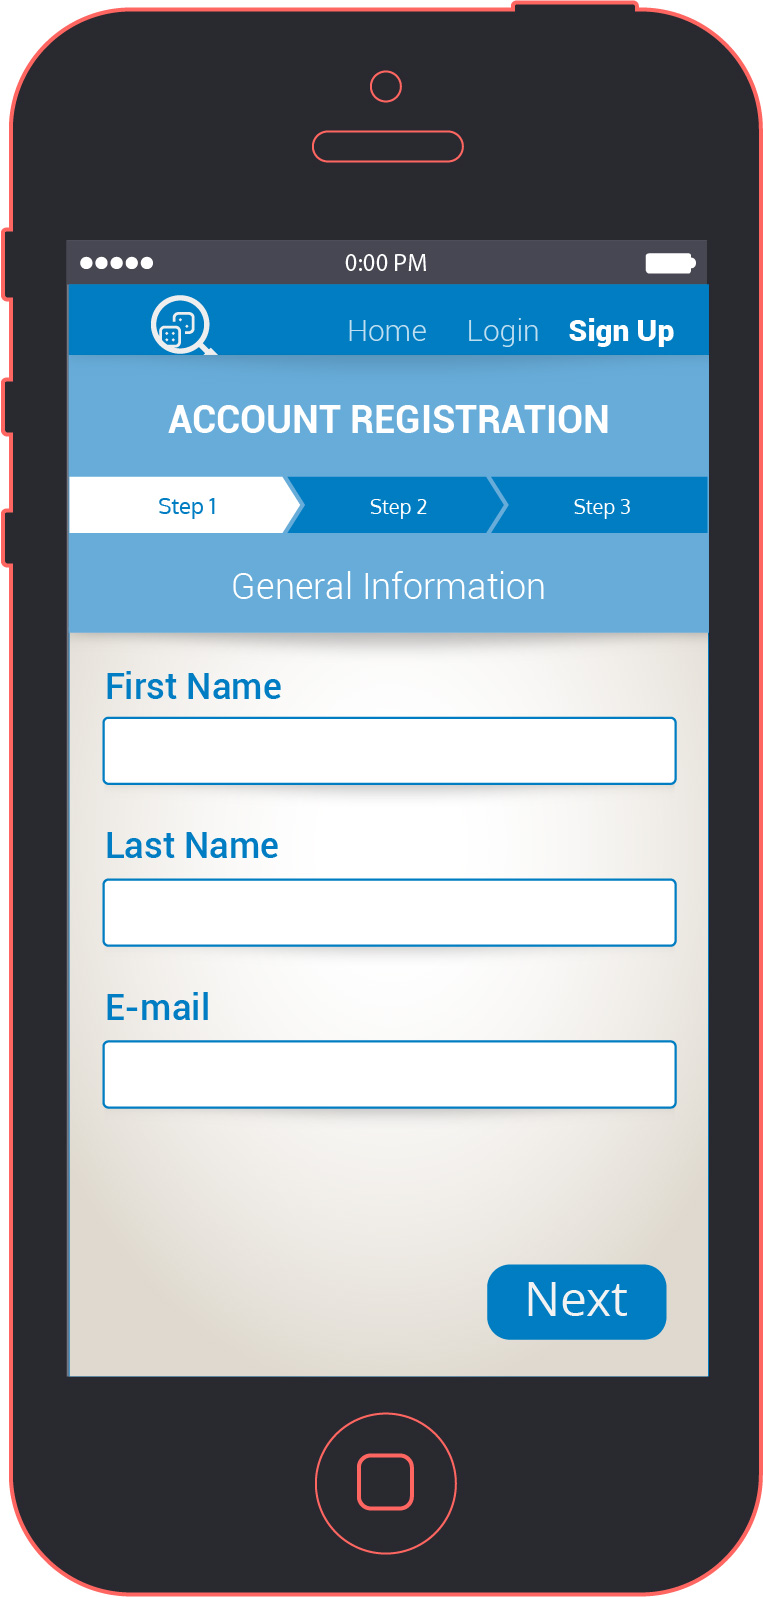 0:00 PM
Home Login Sign Up
ACCOUNT REGISTRATION
Step 1 Step 2 Step 3
General Information
First Name
Last Name
E-mail
Next